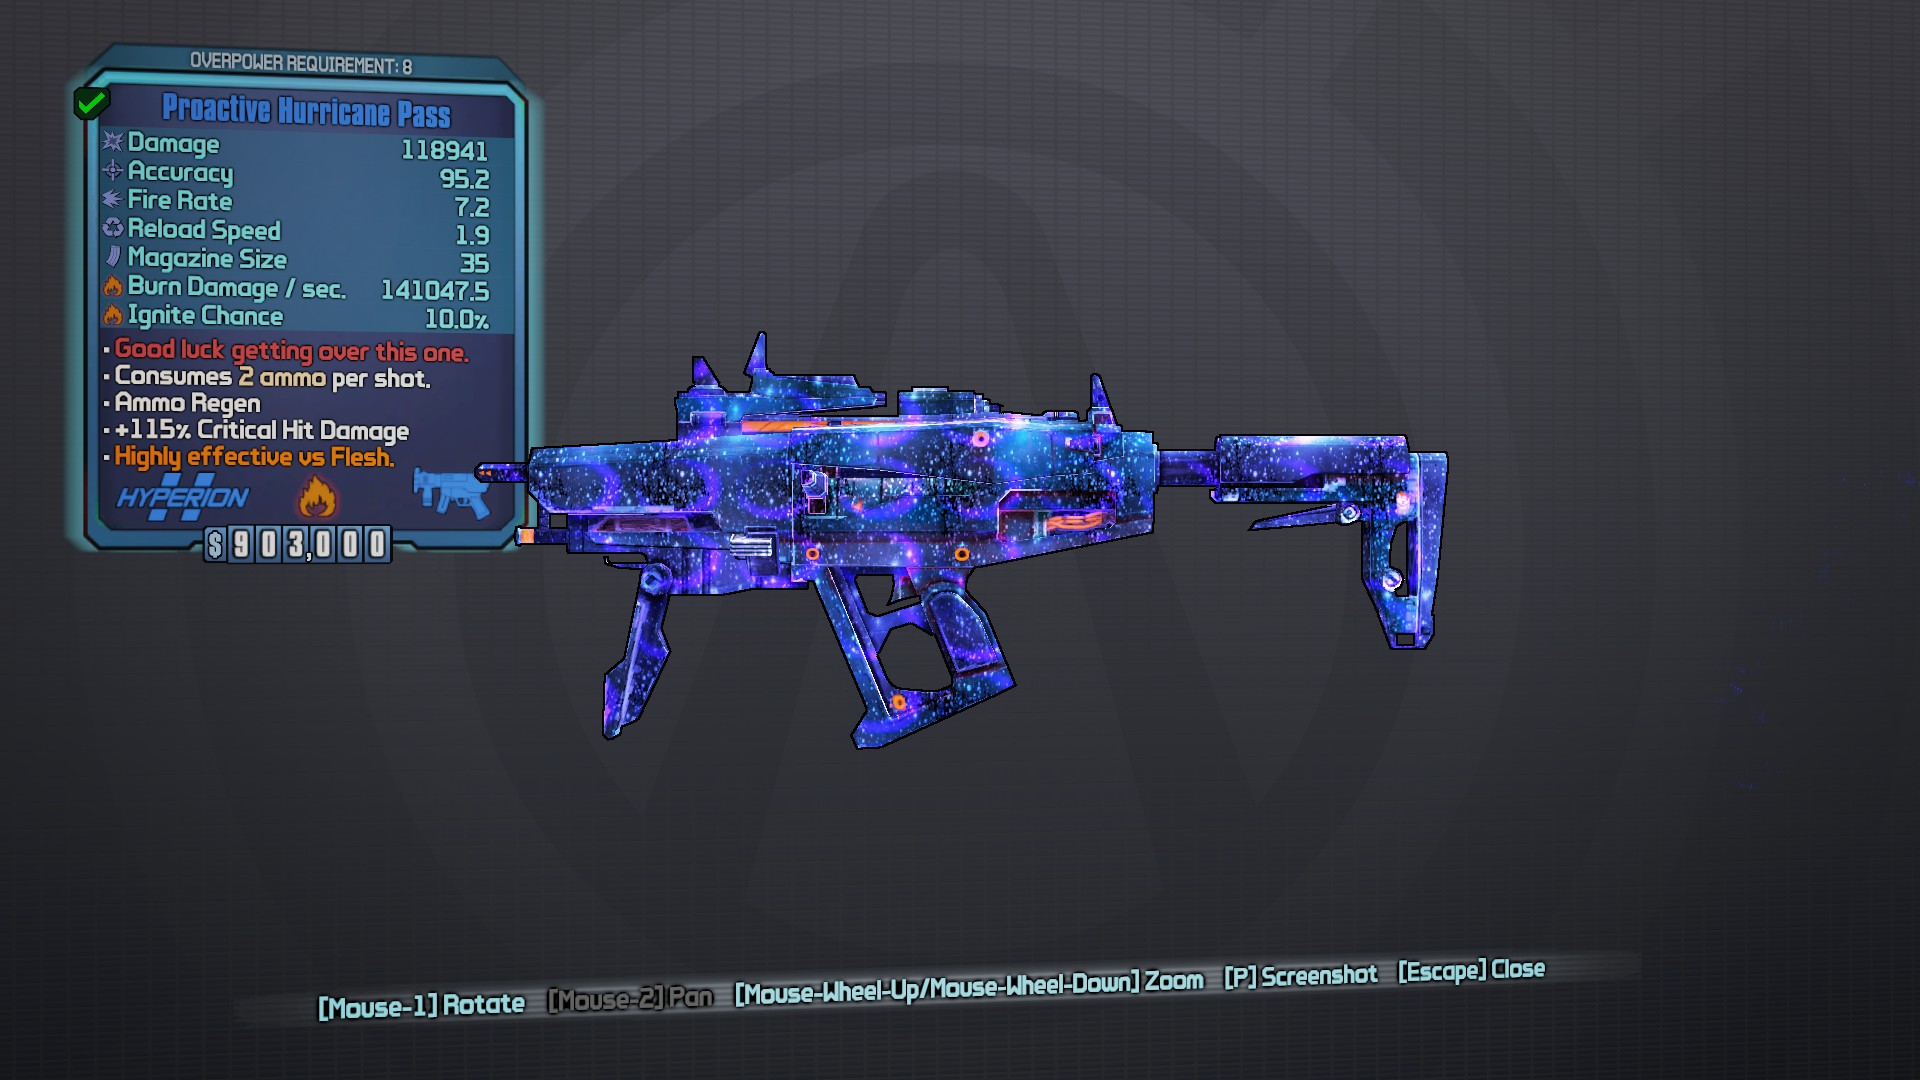 OVERPOWER REQUIREMENT: 8
Proactive Hurricane Pass
Damage 118941
Accuracy 95.2
Fire Rate 7.2
Reload Speed 1.9
Magazine Size 35
Burn Damage / sec. 141047.5
Ignite Chance 10.0%
• Good luck getting over this one.
• Consumes 2 ammo per shot.
• Ammo Regen
• +115% Critical Hit Damage
• Highly effective vs Flesh.
HYPERION
$ 903,000
[Mouse-1] Rotate [Mouse-2] Pan [Mouse-Wheel-Up/Mouse-Wheel-Down] Zoom [P] Screenshot [Escape] Close